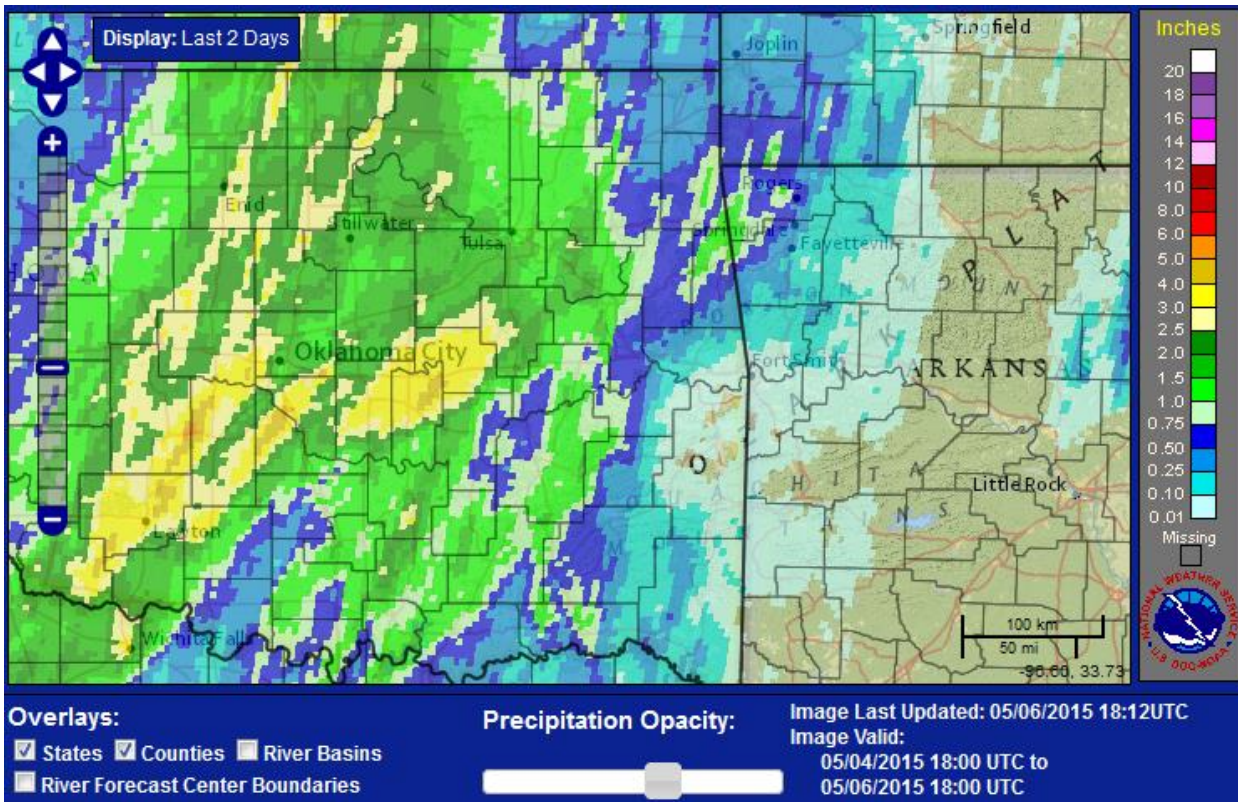 Display: Last 2 Days
Springfield
Joplin
Rogers
Enid
Stillwater
Tulsa
Springdale
Fayetteville
H O M A
P L A T
M O U N T A
Oklahoma City
Fort Smith
ARKANSAS
O
U A C H I T A
Little Rock
M
T A I N S
Lawton
Wichita Falls
100 km
50 mi
-96.60, 33.73
Inches
20
18
16
14
12
10
8.0
6.0
5.0
4.0
3.0
2.5
2.0
1.5
1.0
0.75
0.50
0.25
0.10
0.01
Missing
NATIONAL WEATHER SERVICE
U.S. DOC-NOAA
Overlays:
States Counties River Basins
River Forecast Center Boundaries
Precipitation Opacity:
Image Last Updated: 05/06/2015 18:12UTC
Image Valid:
05/04/2015 18:00 UTC to
05/06/2015 18:00 UTC